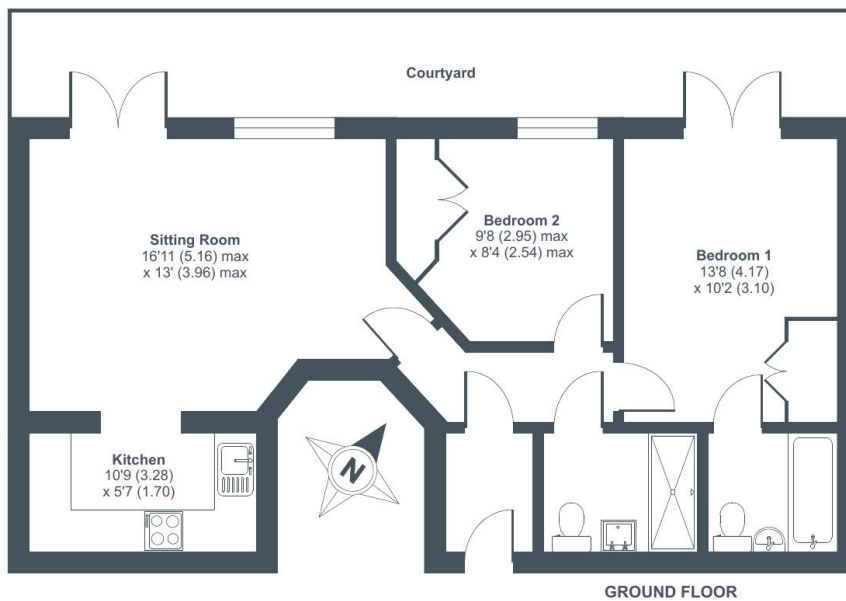 Courtyard
Sitting Room
16'11 (5.16) max
x 13' (3.96) max
Bedroom 2
9'8 (2.95) max
x 8'4 (2.54) max
Bedroom 1
13'8 (4.17)
x 10'2 (3.10)
Kitchen
10'9 (3.28)
x 5'7 (1.70)
N
GROUND FLOOR